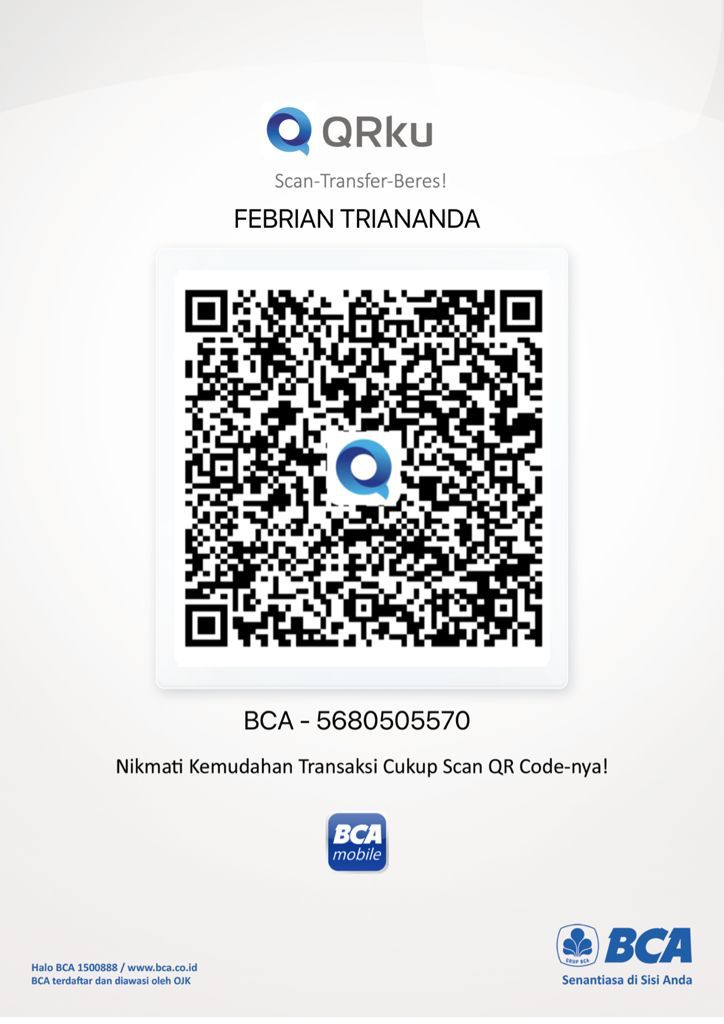 QRku
Scan-Transfer-Beres!
FEBRIAN TRIANANDA
BCA - 5680505570
Nikmati Kemudahan Transaksi Cukup Scan QR Code-nya!
BCA
mobile
Halo BCA 1500888 / www.bca.co.id
BCA terdaftar dan diawasi oleh OJK
GRUP BCA
BCA
Senantiasa di Sisi Anda